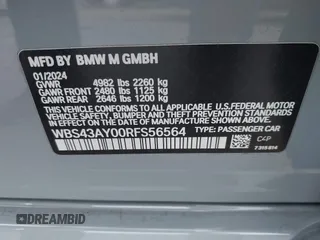 MFD BY: BMW M GMBH
01/2024
GVWR 4982 lbs 2260 kg
GAWR FRONT 2480 lbs 1125 kg
GAWR REAR 2646 lbs 1200 kg
THIS VEHICLE CONFORMS TO ALL APPLICABLE U.S. FEDERAL MOTOR
VEHICLE SAFETY, BUMPER, AND THEFT PREVENTION STANDARDS IN
EFFECT ON THE DATE OF MANUFACTURE SHOWN ABOVE.
WBS43AY00RFS56564 TYPE: PASSENGER CAR
DREAMBID